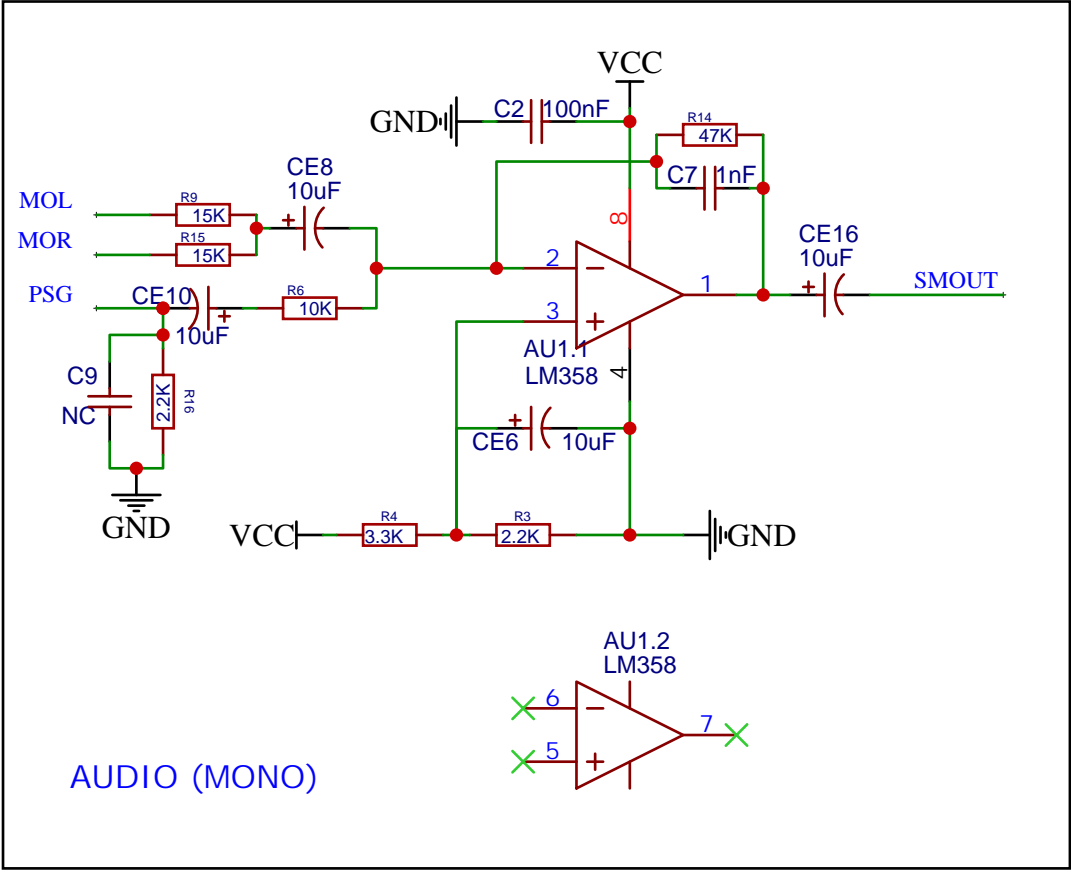 VCC
GND
C2
100nF
R14
47K
C7
1nF
CE8
10uF
MOL
R9
15K
MOR
R15
15K
8
CE16
10uF
PSG
CE10
10uF
R6
10K
2
3
1
SMOUT
AU1.1
LM358
4
C9
NC
2.2K
R16
CE6
10uF
GND
VCC
R4
3.3K
R3
2.2K
GND
AU1.2
LM358
6
5
7
AUDIO (MONO)